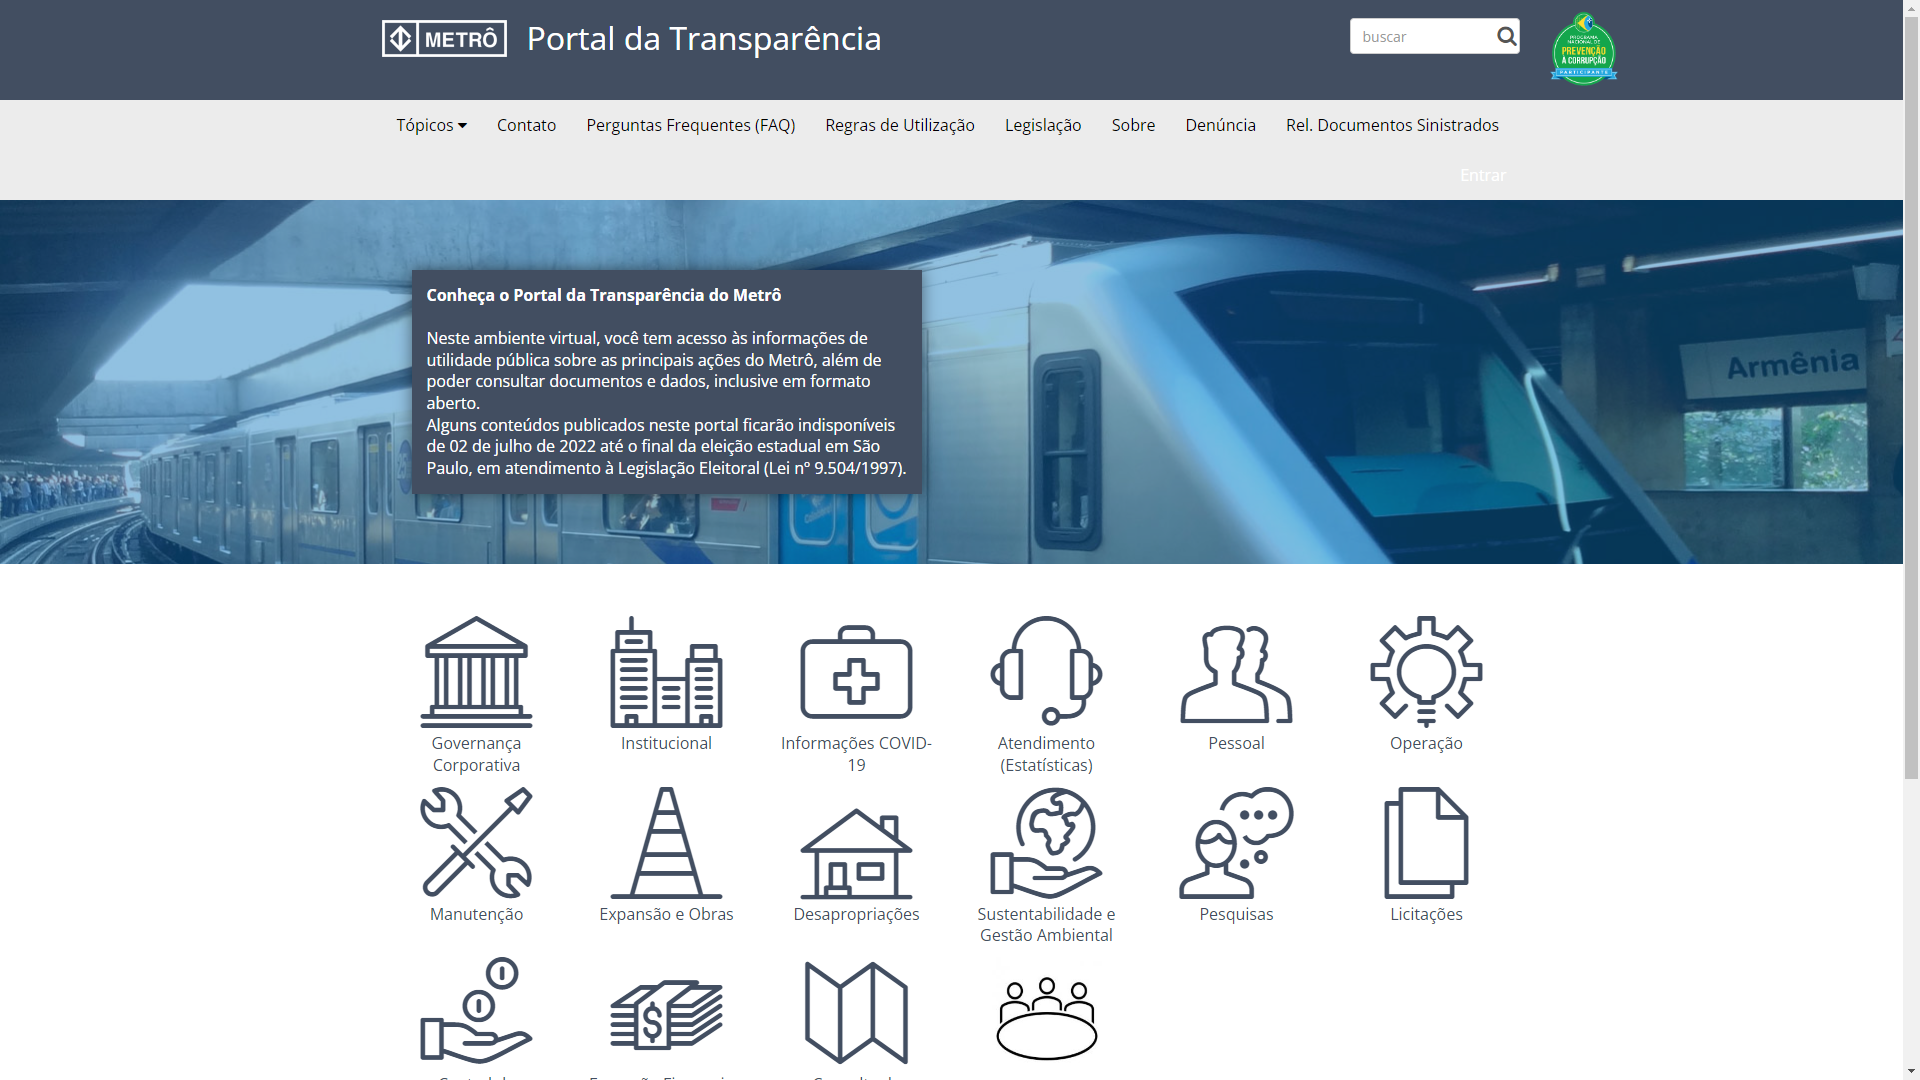 METRÔ
Portal da Transparência
buscar
PROGRAMA
NACIONAL DE
PREVENÇÃO
À CORRUPÇÃO
PARTICIPANTE
Tópicos
Contato
Perguntas Frequentes (FAQ)
Regras de Utilização
Legislação
Sobre
Denúncia
Rel. Documentos Sinistrados
Entrar
Conheça o Portal da Transparência do Metrô
Neste ambiente virtual, você tem acesso às informações de
utilidade pública sobre as principais ações do Metrô, além de
poder consultar documentos e dados, inclusive em formato
aberto.
Alguns conteúdos publicados neste portal ficarão indisponíveis
de 02 de julho de 2022 até o final da eleição estadual em São
Paulo, em atendimento à Legislação Eleitoral (Lei nº 9.504/1997).
Armênia
Governança
Corporativa
Institucional
Informações COVID-
19
Atendimento
(Estatísticas)
Pessoal
Operação
Manutenção
Expansão e Obras
Desapropriações
Sustentabilidade e
Gestão Ambiental
Pesquisas
Licitações